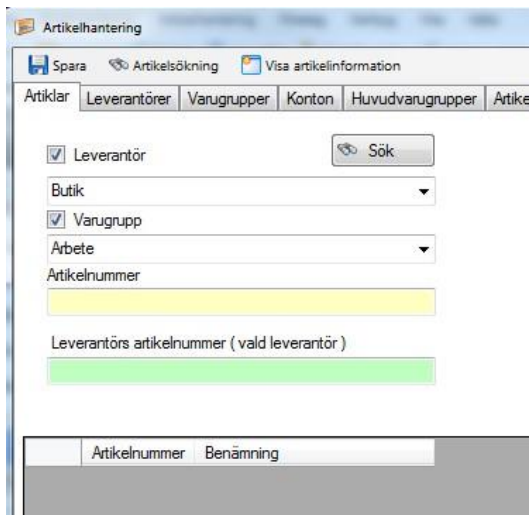 Artikelhantering
Spara Artikelsökning Visa artikelinformation
Artiklar Leverantörer Varugrupper Konton Huvudvarugrupper Artike
Leverantör Sök
Butik
Varugrupp
Arbete
Artikelnummer
Leverantörs artikelnummer ( vald leverantör )
Artikelnummer Benämning